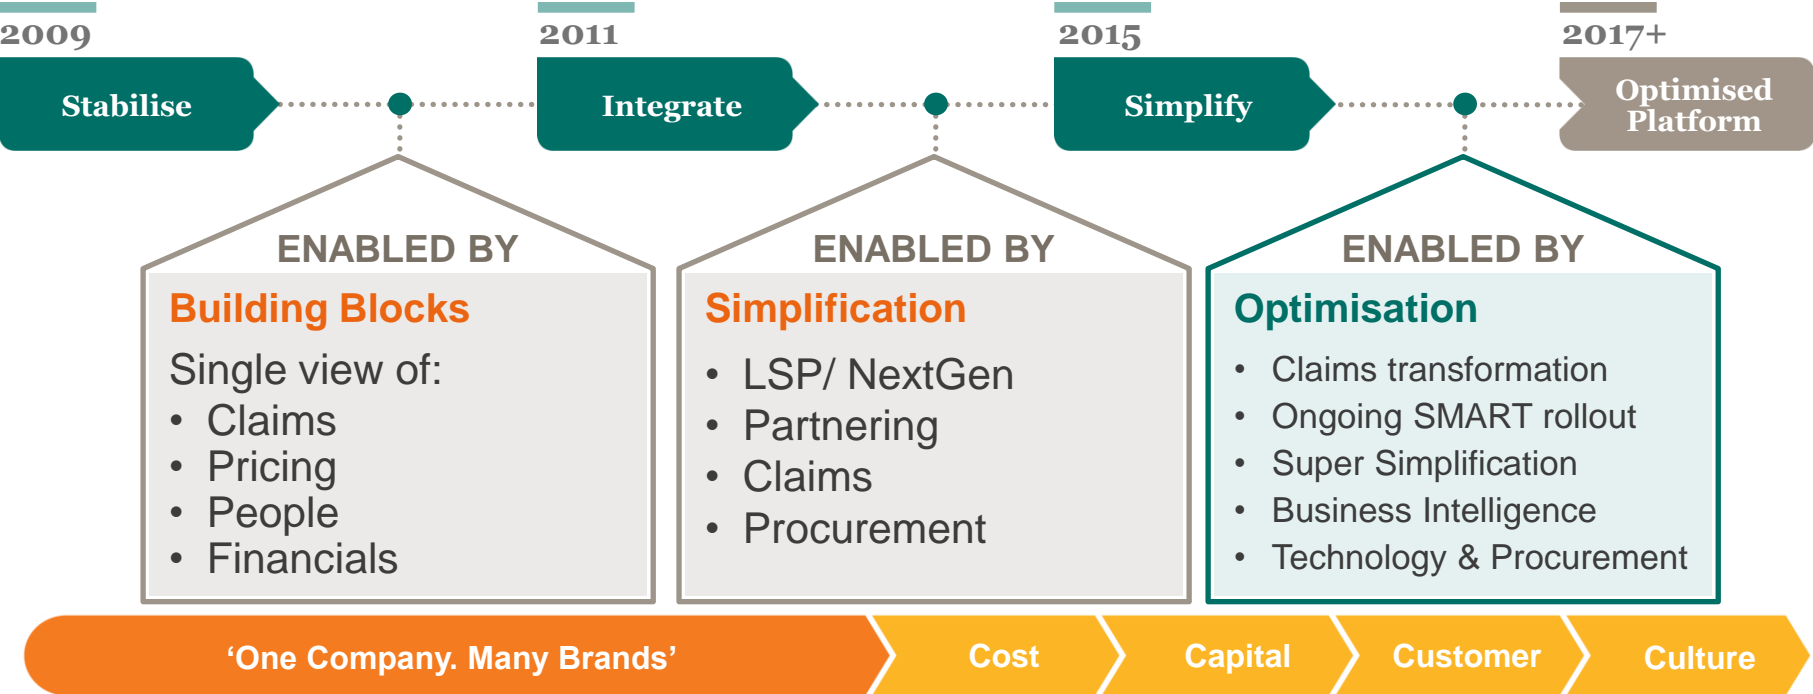 2009
2011
2015
2017+
Stabilise
Integrate
Simplify
Optimised
Platform
ENABLED BY
Building Blocks
Single view of:
• Claims
• Pricing
• People
• Financials
ENABLED BY
Simplification
• LSP/ NextGen
• Partnering
• Claims
• Procurement
ENABLED BY
Optimisation
• Claims transformation
• Ongoing SMART rollout
• Super Simplification
• Business Intelligence
• Technology & Procurement
‘One Company. Many Brands’
Cost
Capital
Customer
Culture